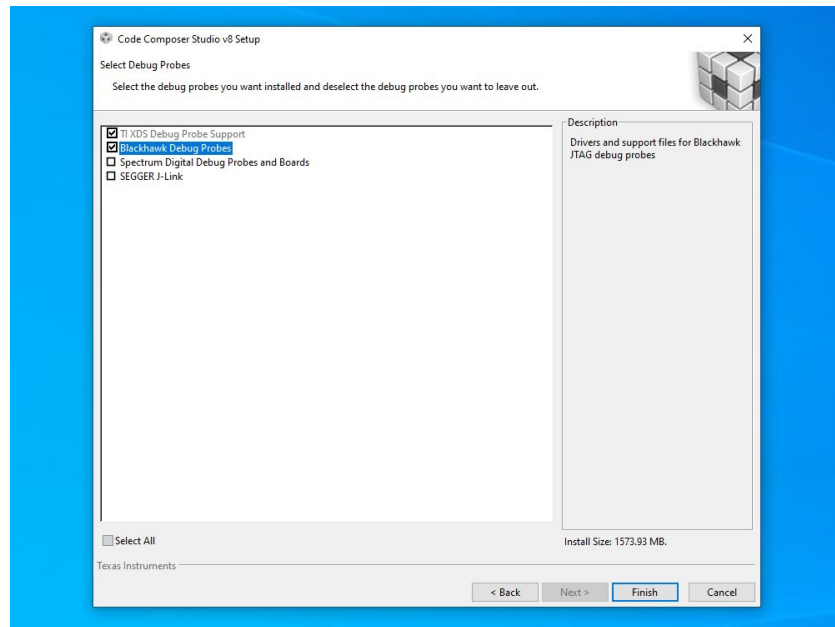 Code Composer Studio v8 Setup
Select Debug Probes
Select the debug probes you want installed and deselect the debug probes you want to leave out.
TI XDS Debug Probe Support
Blackhawk Debug Probes
Spectrum Digital Debug Probes and Boards
SEGGER J-Link
Description
Drivers and support files for Blackhawk
JTAG debug probes
Select All
Install Size: 1573.93 MB.
Texas Instruments
< Back Next > Finish Cancel